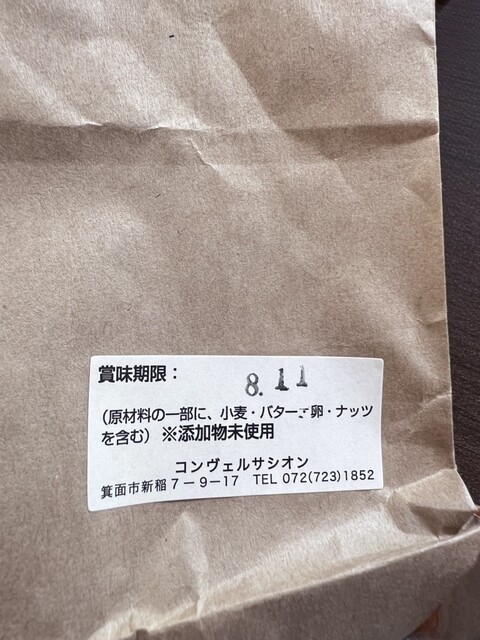 賞味期限： 8.11
（原材料の一部に、小麦・バター・卵・ナッツ
を含む）※添加物未使用
コンヴェルサシオン
箕面市新稲７－９－17 TEL 072(723)1852